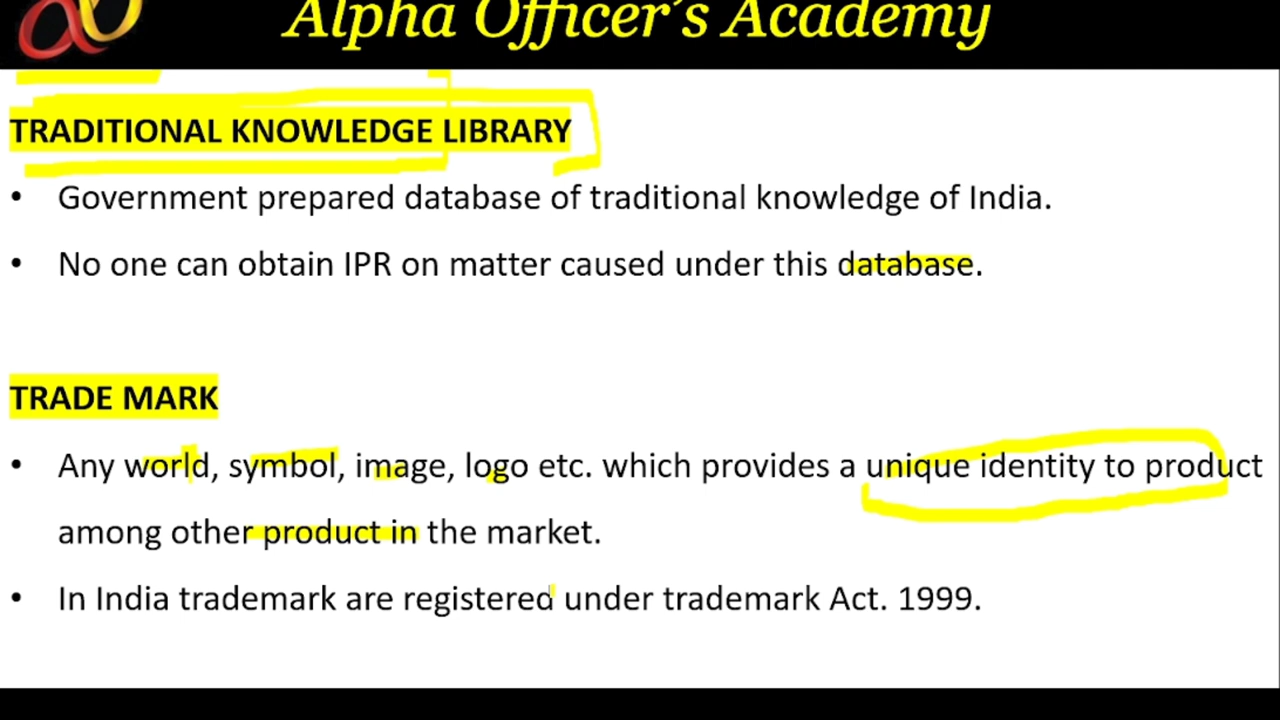 Alpha Officer's Academy
TRADITIONAL KNOWLEDGE LIBRARY
• Government prepared database of traditional knowledge of India.
• No one can obtain IPR on matter caused under this database.
TRADE MARK
• Any world, symbol, image, logo etc. which provides a unique identity to product
among other product in the market.
• In India trademark are registered under trademark Act. 1999.